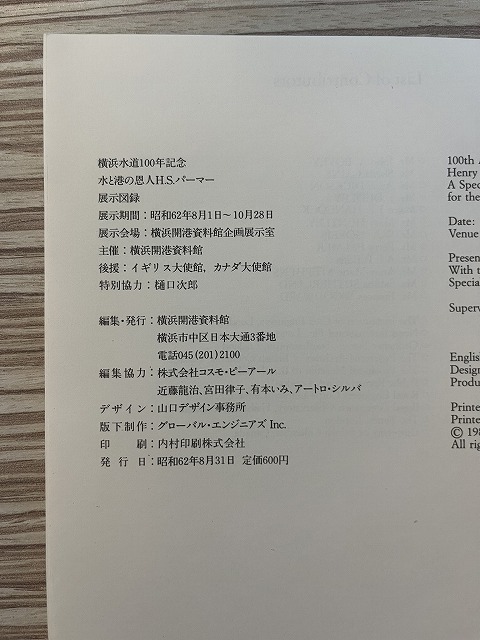 横浜水道100年記念
水と港の恩人H.S.パーマー
展示図録
展示期間：昭和62年8月1日〜10月28日
展示会場：横浜開港資料館企画展示室
主催：横浜開港資料館
後援：イギリス大使館，カナダ大使館
特別協力：樋口次郎
編集・発行：横浜開港資料館
横浜市中区日本大通3番地
電話045(201)2100
編集協力：株式会社コスモ・ピーアール
近藤龍治、宮田律子、有本いみ、アートロ・シルバ
デザイン：山口デザイン事務所
版下制作：グローバル・エンジニアズ Inc.
印　　刷：内村印刷株式会社
発 行 日：昭和62年8月31日 定価600円
100th
Henry
A Spec
for the
Date:
Venue
Presen
With t
Special
Superv
English
Design
Produ
Printe
Printe
© 198
All rig